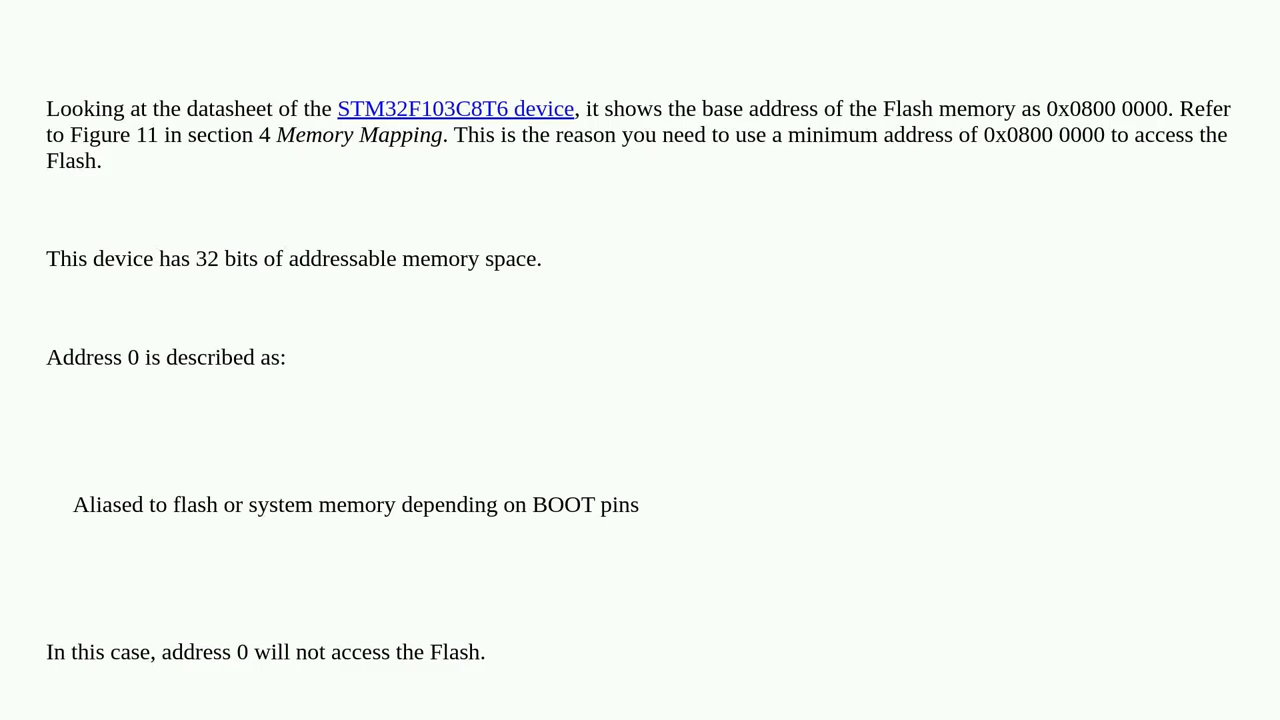 Looking at the datasheet of the STM32F103C8T6 device, it shows the base address of the Flash memory as 0x0800 0000. Refer
to Figure 11 in section 4 Memory Mapping. This is the reason you need to use a minimum address of 0x0800 0000 to access the
Flash.
This device has 32 bits of addressable memory space.
Address 0 is described as:
Aliased to flash or system memory depending on BOOT pins
In this case, address 0 will not access the Flash.